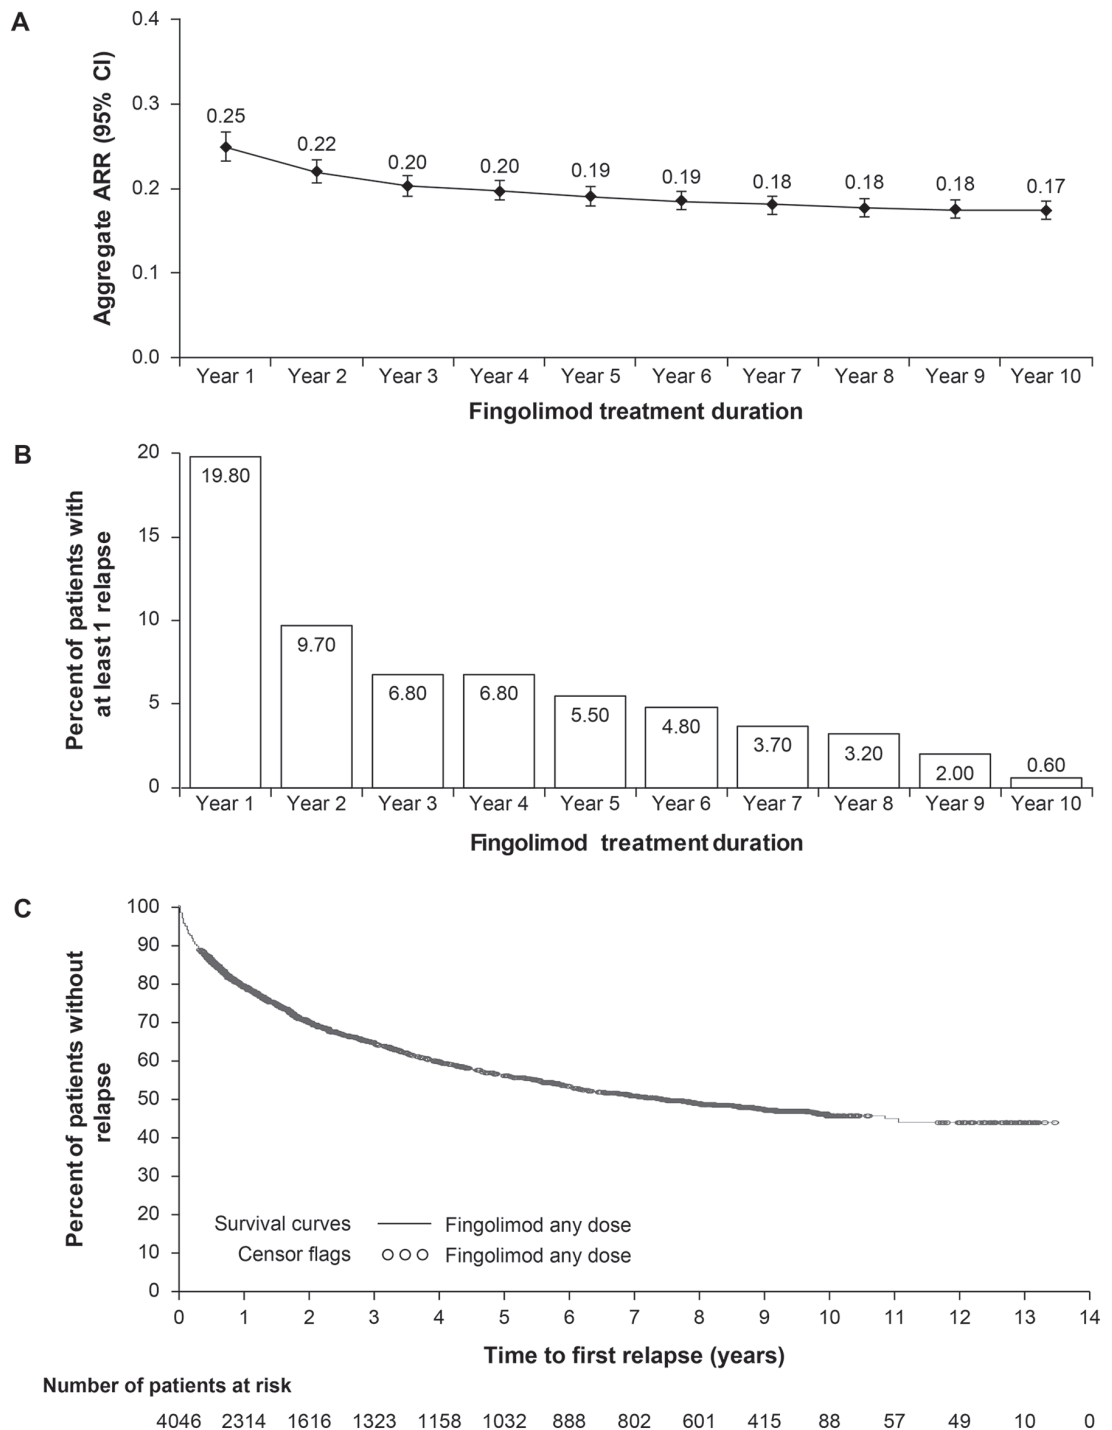 A
Aggregate ARR (95% CI)
0.4
0.3
0.2
0.1
0.0
0.25
0.22
0.20
0.20
0.19
0.19
0.18
0.18
0.18
0.17
Year 1 Year 2 Year 3 Year 4 Year 5 Year 6 Year 7 Year 8 Year 9 Year 10
Fingolimod treatment duration
B
Percent of patients with
at least 1 relapse
20
15
10
5
0
19.80
9.70
6.80
6.80
5.50
4.80
3.70
3.20
2.00
0.60
Year 1 Year 2 Year 3 Year 4 Year 5 Year 6 Year 7 Year 8 Year 9 Year 10
Fingolimod treatment duration
C
Percent of patients without
relapse
100
90
80
70
60
50
40
30
20
10
0
Survival curves Fingolimod any dose
Censor flags Fingolimod any dose
0 1 2 3 4 5 6 7 8 9 10 11 12 13 14
Time to first relapse (years)
Number of patients at risk
4046 2314 1616 1323 1158 1032 888 802 601 415 88 57 49 10 0